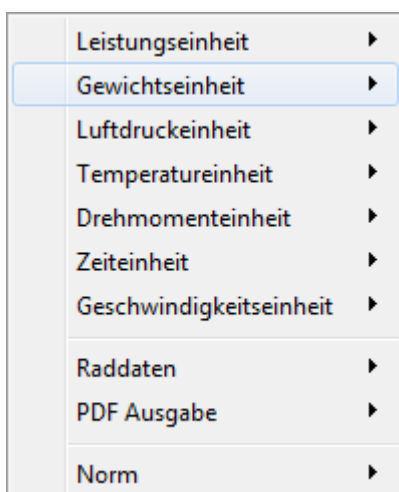 Leistungseinheit
Gewichtseinheit
Luftdruckeinheit
Temperatureinheit
Drehmomenteinheit
Zeiteinheit
Geschwindigkeitseinheit
Raddaten
PDF Ausgabe
Norm